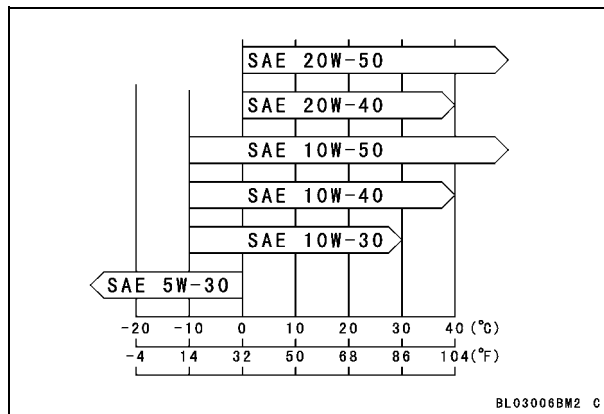 SAE 20W-50
SAE 20W-40
SAE 10W-50
SAE 10W-40
SAE 10W-30
SAE 5W-30
-20 -10 0 10 20 30 40 (°C)
-4 14 32 50 68 86 104(°F)
BL03006BM2 C